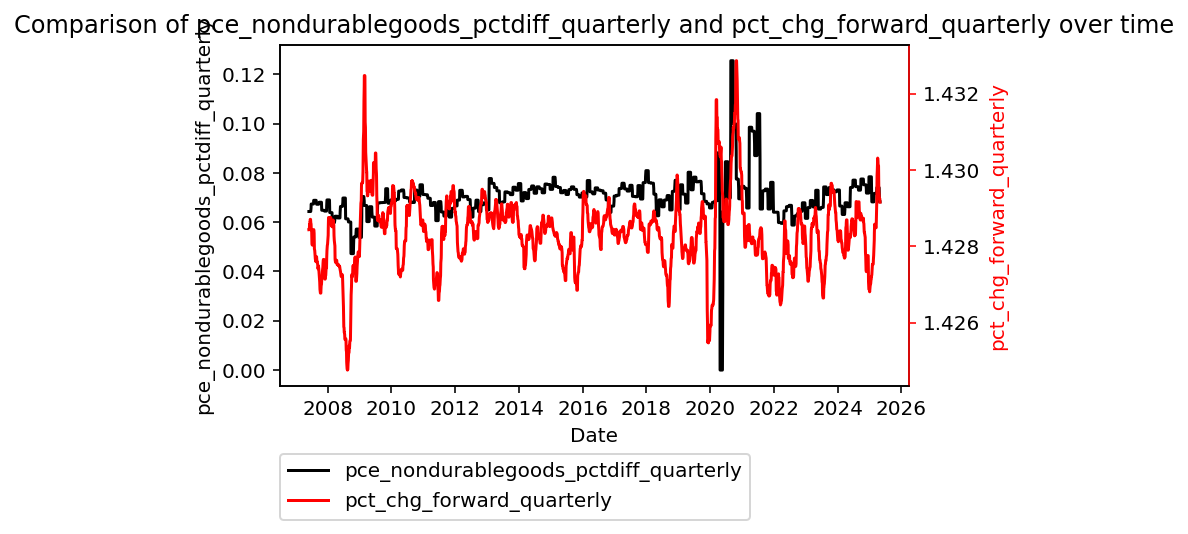 Comparison of pce_nondurablegoods_pctdiff_quarterly and pct_chg_forward_quarterly over time
pce_nondurablegoods_pctdiff_quarterly
0.12
0.10
0.08
0.06
0.04
0.02
0.00
1.432
1.430
1.428
1.426
pct_chg_forward_quarterly
2008 2010 2012 2014 2016 2018 2020 2022 2024 2026
Date
pce_nondurablegoods_pctdiff_quarterly
pct_chg_forward_quarterly